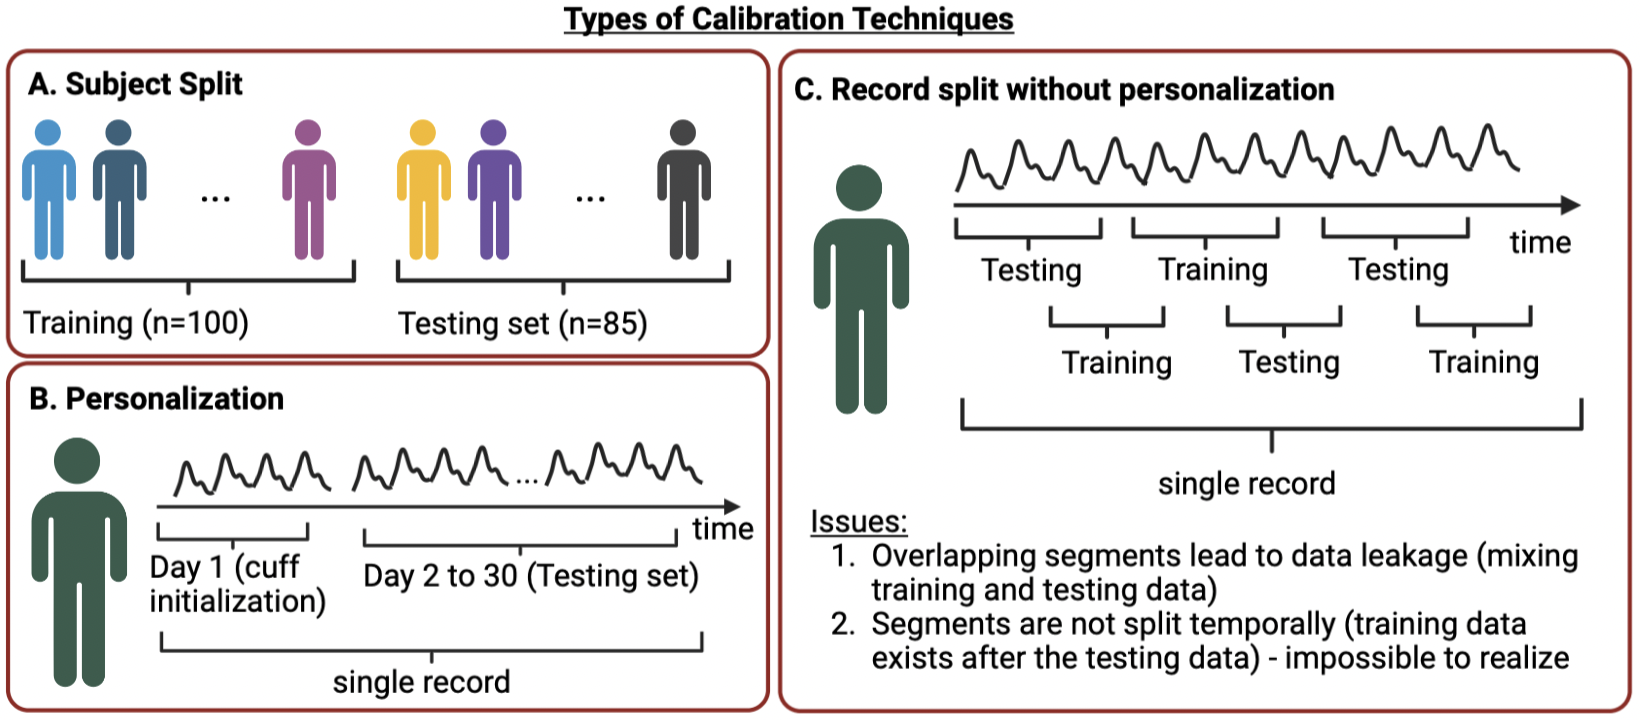 Types of Calibration Techniques
A. Subject Split
...
...
Training (n=100)
Testing set (n=85)
B. Personalization
...
time
Day 1 (cuff
initialization)
Day 2 to 30 (Testing set)
single record
C. Record split without personalization
time
Testing
Training
Testing
Training
Testing
Training
single record
Issues:
1. Overlapping segments lead to data leakage (mixing
training and testing data)
2. Segments are not split temporally (training data
exists after the testing data) - impossible to realize